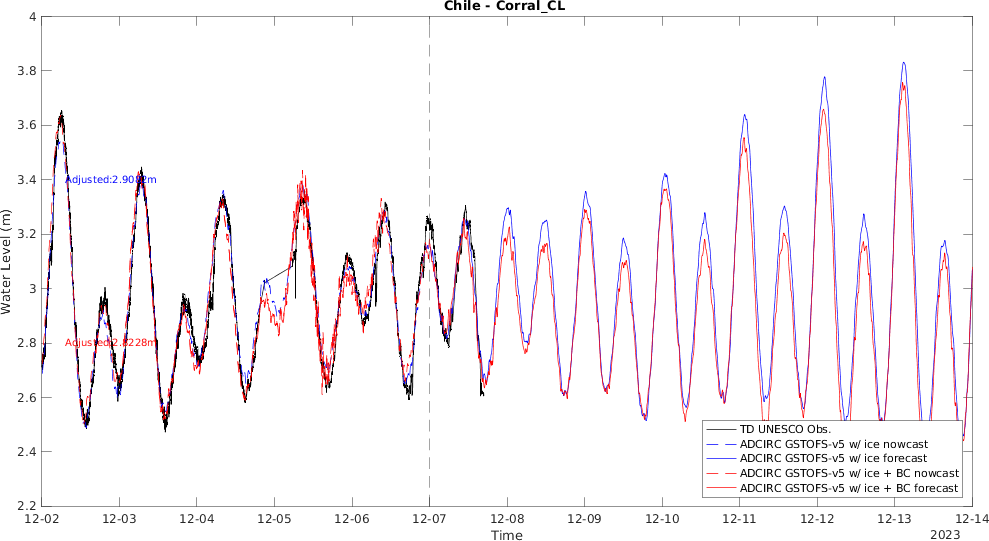 Chile - Corral_CL
4
3.8
3.6
3.4
3.2
3
2.8
2.6
2.4
2.2
Water Level (m)
Adjusted:2.9082m
Adjusted:2.8228m
TD UNESCO Obs.
ADCIRC GSTOFS-v5 w/ ice nowcast
ADCIRC GSTOFS-v5 w/ ice forecast
ADCIRC GSTOFS-v5 w/ ice + BC nowcast
ADCIRC GSTOFS-v5 w/ ice + BC forecast
12-02 12-03 12-04 12-05 12-06 12-07 12-08 12-09 12-10 12-11 12-12 12-13 12-14
Time
2023